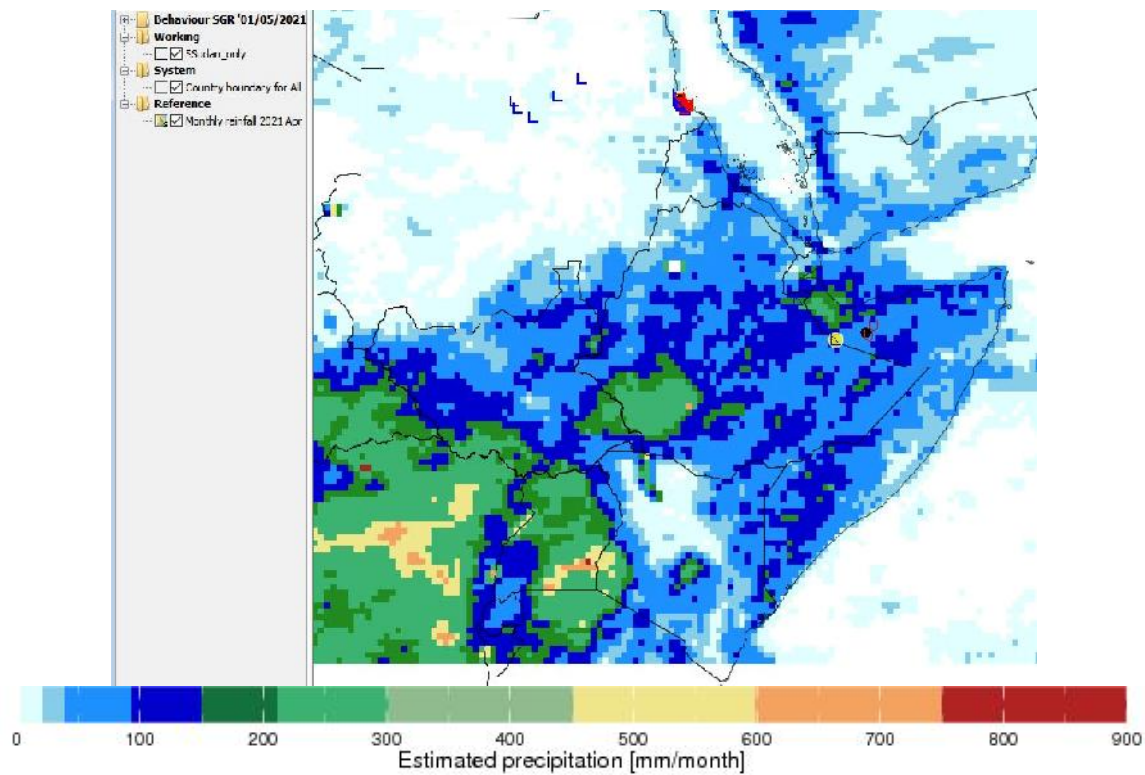 Behaviour SGR '01/05/2021
Working
SSudan_only
System
Country boundary for All
Reference
Monthly rainfall 2021 Apr
0 100 200 300 400 500 600 700 800 900
Estimated precipitation [mm/month]